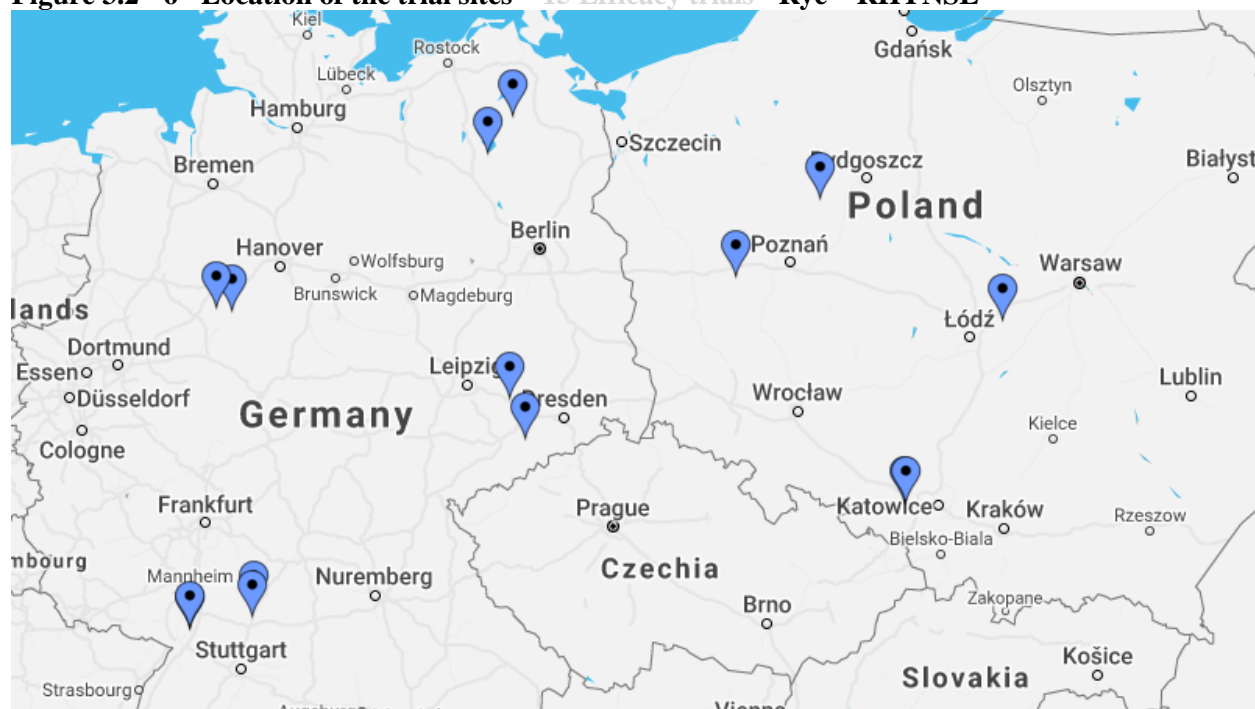 Kiel
Rostock
Gdańsk
Lübeck
Olsztyn
Hamburg
Szczecin
Bremen
Białyst
Poland
Berlin
Hanover
Wolfsburg
Poznań
Warsaw
Brunswick
Magdeburg
lands
Łódź
Dortmund
Essen
Leipzig
Lublin
Düsseldorf
Wrocław
Germany
Kielce
Cologne
Frankfurt
Prague
Katowice
Kraków
Rzeszow
Bielsko-Biala
mbourg
Mannheim
Nuremberg
Czechia
Zakopane
Brno
Stuttgart
Košice
Slovakia
Strasbourg